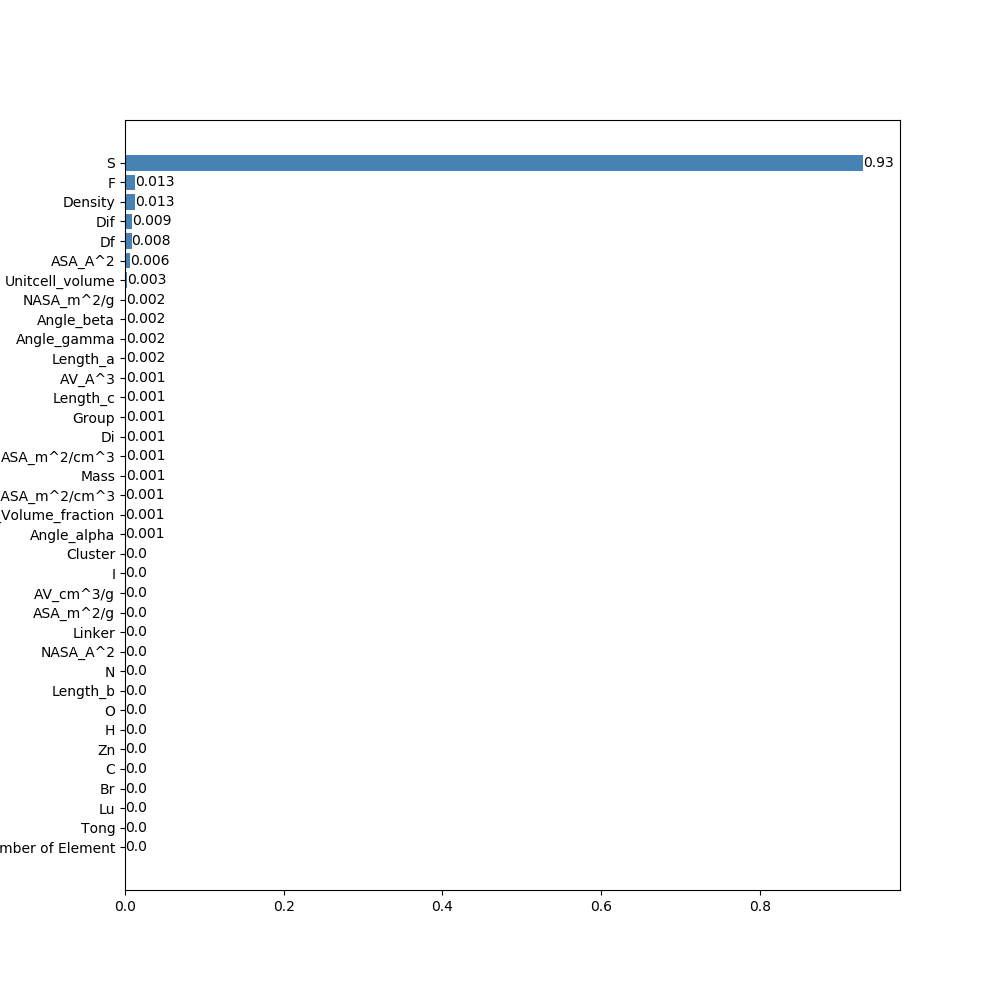 S 0.93
F 0.013
Density 0.013
Dif 0.009
Df 0.008
ASA_A^2 0.006
Unitcell_volume 0.003
NASA_m^2/g 0.002
Angle_beta 0.002
Angle_gamma 0.002
Length_a 0.002
AV_A^3 0.001
Length_c 0.001
Group 0.001
Di 0.001
ASA_m^2/cm^3 0.001
Mass 0.001
ASA_m^2/cm^3 0.001
_Volume_fraction 0.001
Angle_alpha 0.001
Cluster 0.0
I 0.0
AV_cm^3/g 0.0
ASA_m^2/g 0.0
Linker 0.0
NASA_A^2 0.0
N 0.0
Length_b 0.0
O 0.0
H 0.0
Zn 0.0
C 0.0
Br 0.0
Lu 0.0
Tong 0.0
mber of Element 0.0
0.0 0.2 0.4 0.6 0.8